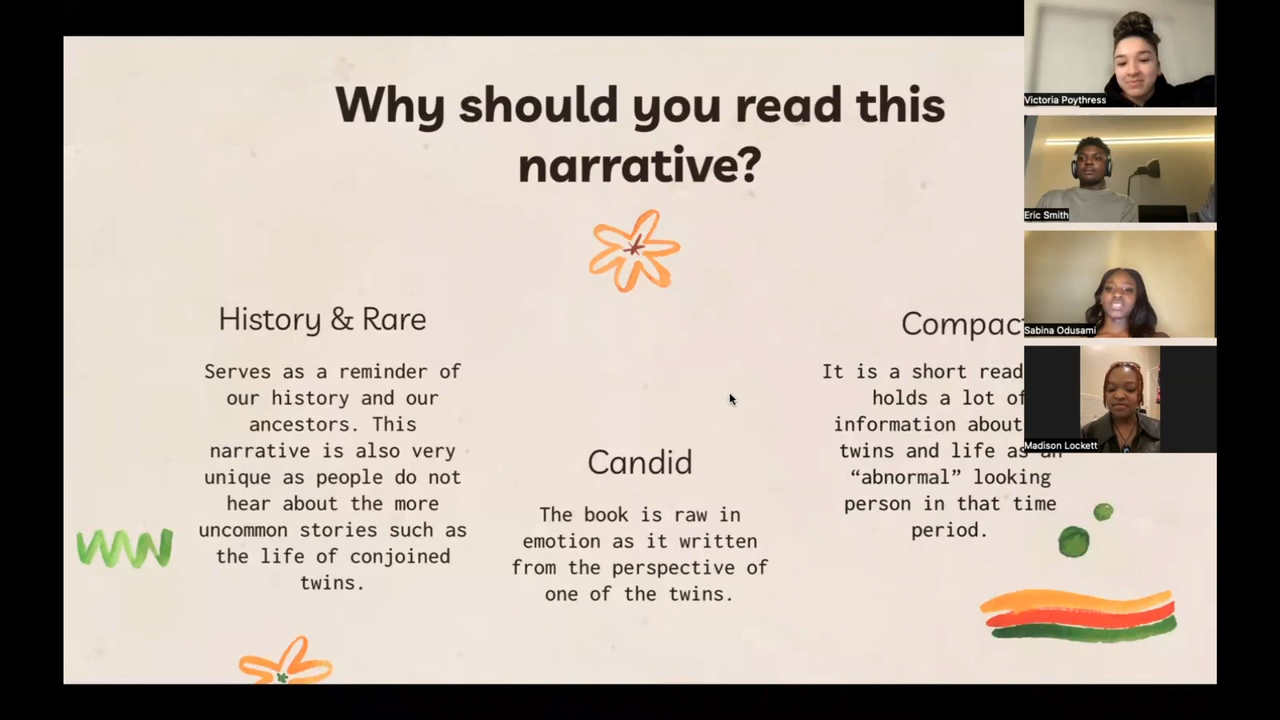 Why should you read this
narrative?
History & Rare
Serves as a reminder of
our history and our
ancestors. This
narrative is also very
unique as people do not
hear about the more
uncommon stories such as
the life of conjoined
twins.
Candid
The book is raw in
emotion as it written
from the perspective of
one of the twins.
Compac
It is a short read
holds a lot of
information about
twins and life as an
“abnormal” looking
person in that time
period.
Victoria Poythress
Eric Smith
Sabina Odusami
Madison Lockett